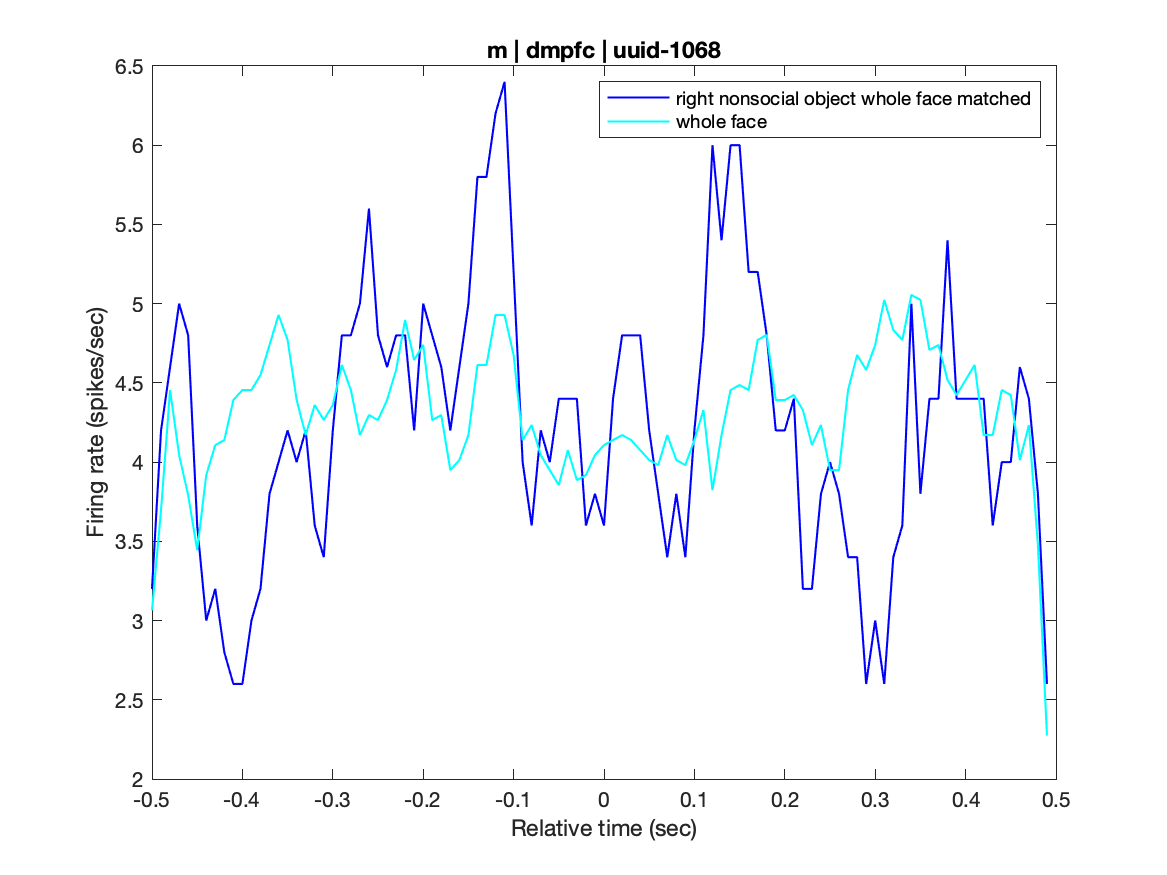 m | dmpfc | uuid-1068
right nonsocial object whole face matched
whole face
6.5
6
5.5
5
4.5
4
3.5
3
2.5
2
Firing rate (spikes/sec)
-0.5 -0.4 -0.3 -0.2 -0.1 0 0.1 0.2 0.3 0.4 0.5
Relative time (sec)